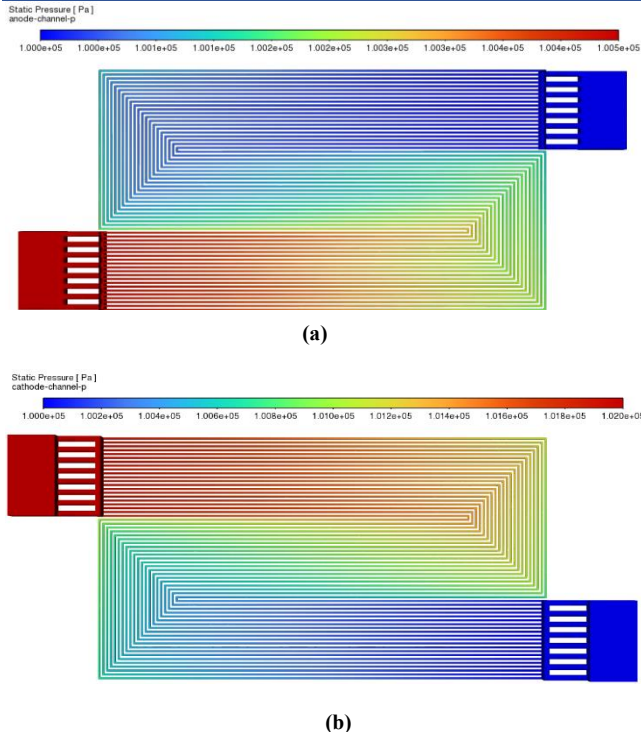 Static Pressure [ Pa ]
anode-channel-p
1.000e+05 1.000e+05 1.001e+05 1.001e+05 1.002e+05 1.002e+05 1.003e+05 1.003e+05 1.004e+05 1.004e+05 1.005e+05
(a)
Static Pressure [ Pa ]
cathode-channel-p
1.000e+05 1.002e+05 1.004e+05 1.006e+05 1.008e+05 1.010e+05 1.012e+05 1.014e+05 1.016e+05 1.018e+05 1.020e+05
(b)